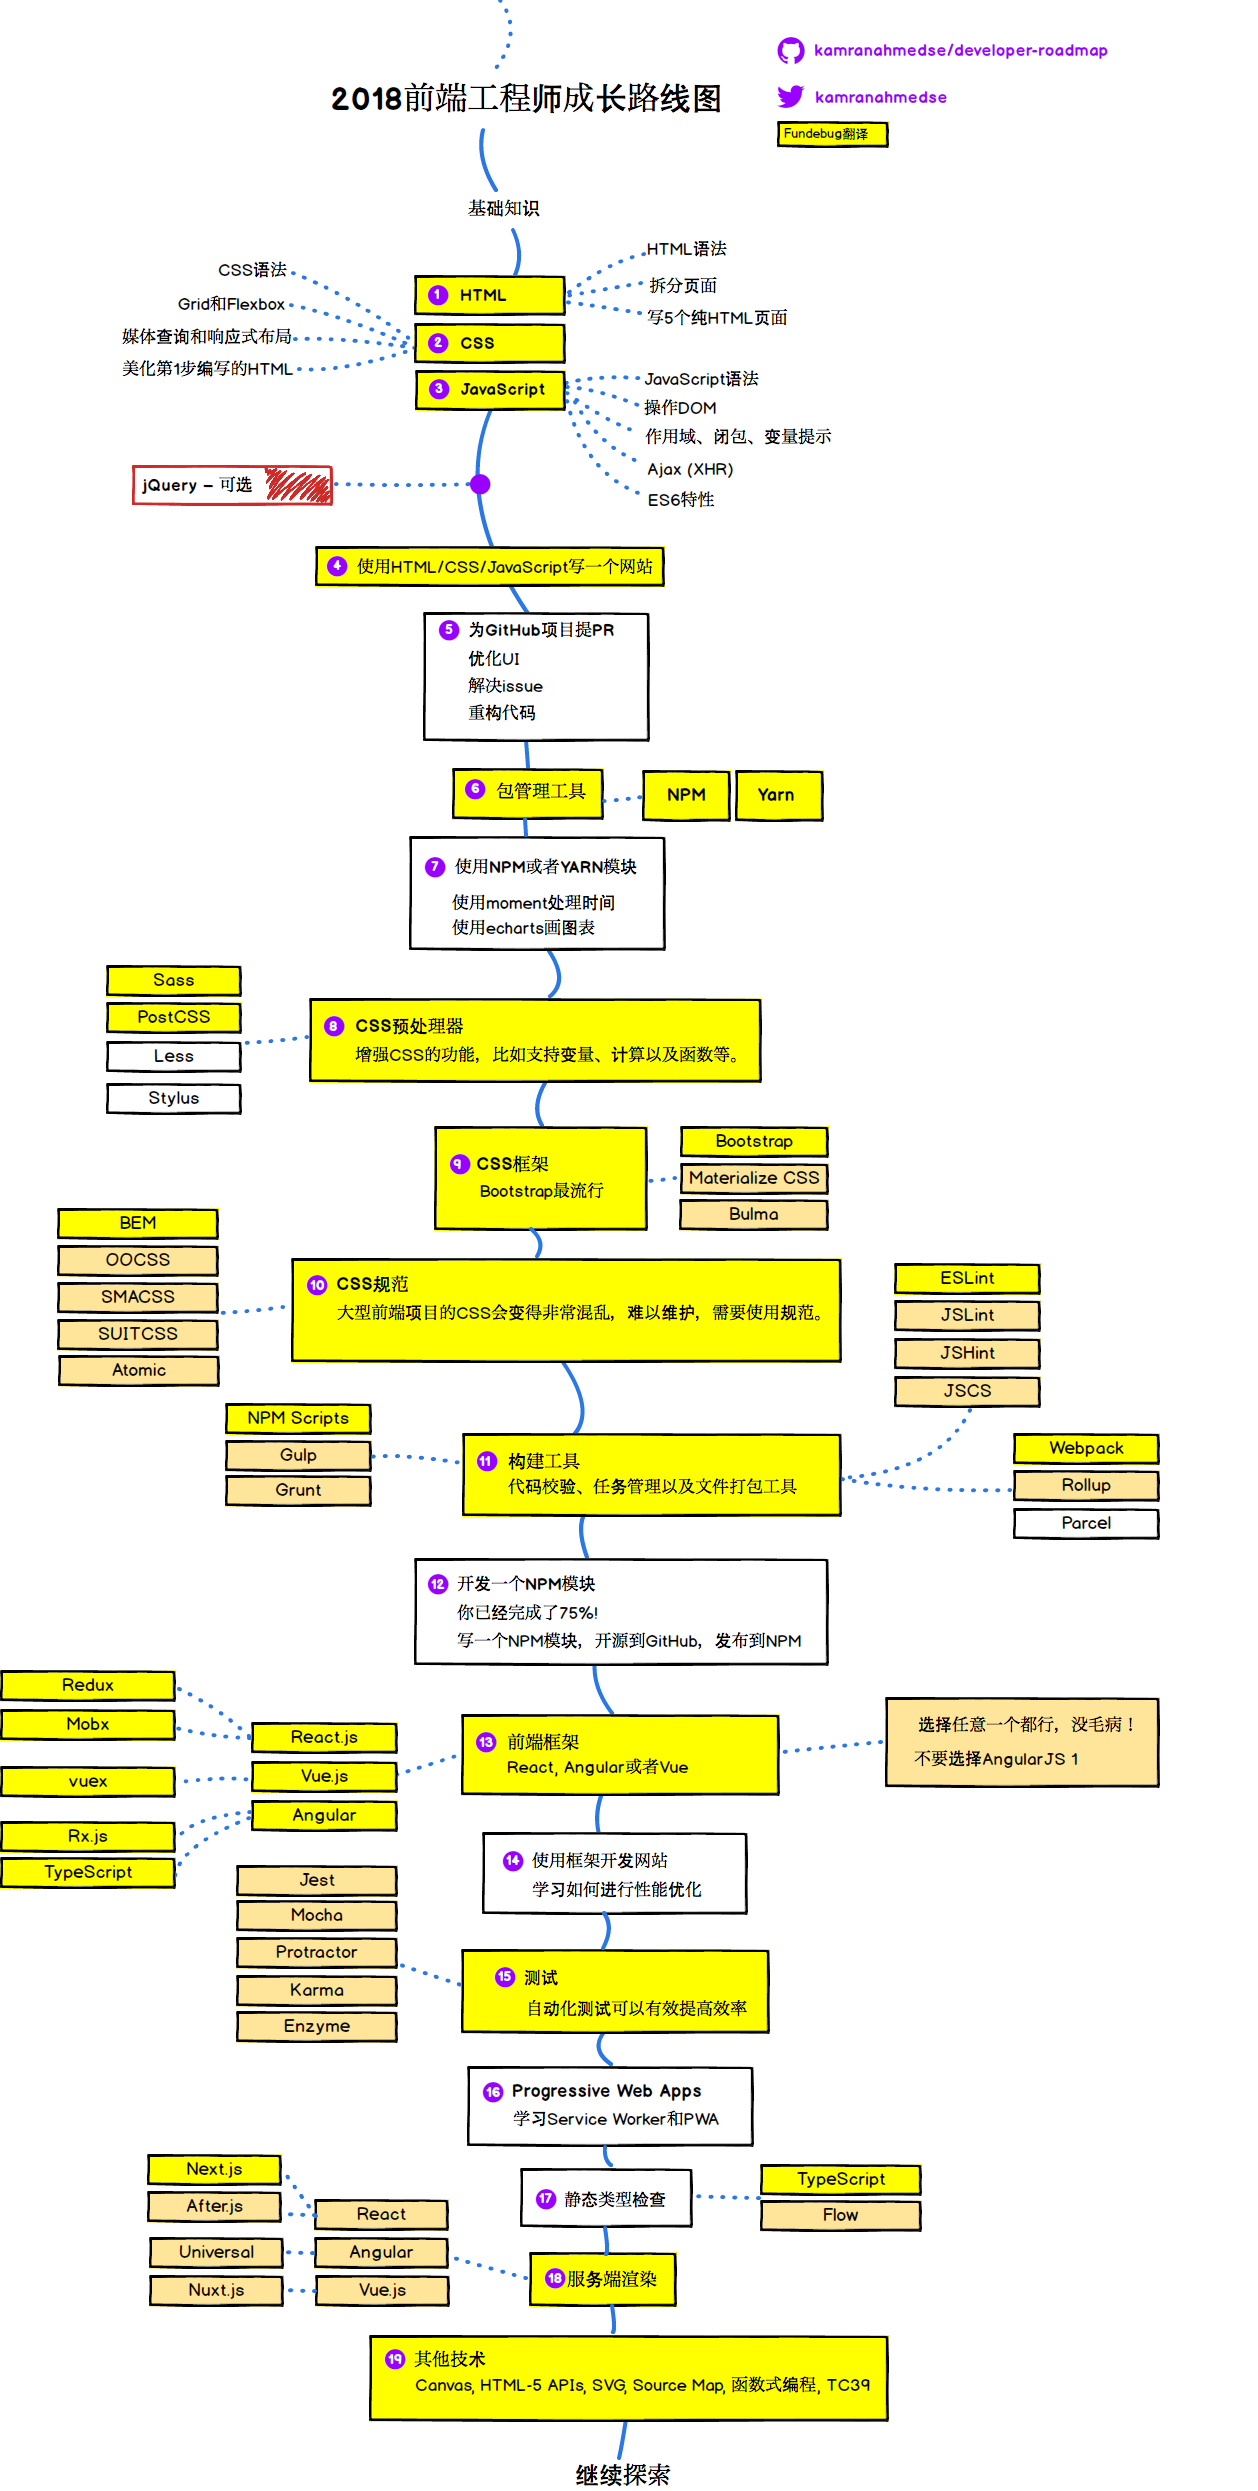 kamranahmedse/developer-roadmap
2018前端工程师成长路线图
kamranahmedse
Fundebug翻译
基础知识
1 HTML
HTML语法
拆分页面
写5个纯HTML页面
CSS语法
Grid和Flexbox
媒体查询和响应式布局
美化第1步编写的HTML
2 CSS
3 JavaScript
JavaScript语法
操作DOM
作用域、闭包、变量提示
Ajax (XHR)
ES6特性
jQuery - 可选
4 使用HTML/CSS/JavaScript写一个网站
5 为GitHub项目提PR
优化UI
解决issue
重构代码
6 包管理工具
NPM
Yarn
7 使用NPM或者YARN模块
使用moment处理时间
使用echarts画图表
Sass
PostCSS
Less
Stylus
8 CSS预处理器
增强CSS的功能，比如支持变量、计算以及函数等。
9 CSS框架
Bootstrap最流行
Bootstrap
Materialize CSS
Bulma
BEM
OOCSS
SMACSS
SUITCSS
Atomic
10 CSS规范
大型前端项目的CSS会变得非常混乱，难以维护，需要使用规范。
ESLint
JSLint
JSHint
JSCS
NPM Scripts
Gulp
Grunt
11 构建工具
代码校验、任务管理以及文件打包工具
Webpack
Rollup
Parcel
12 开发一个NPM模块
你已经完成了75%!
写一个NPM模块，开源到GitHub，发布到NPM
Redux
Mobx
vuex
Rx.js
TypeScript
React.js
Vue.js
Angular
13 前端框架
React, Angular或者Vue
选择任意一个都行，没毛病！
不要选择AngularJS 1
14 使用框架开发网站
学习如何进行性能优化
Jest
Mocha
Protractor
Karma
Enzyme
15 测试
自动化测试可以有效提高效率
16 Progressive Web Apps
学习Service Worker和PWA
17 静态类型检查
TypeScript
Flow
Next.js
After.js
Universal
Nuxt.js
React
Angular
Vue.js
18 服务端渲染
19 其他技术
Canvas, HTML-5 APIs, SVG, Source Map, 函数式编程, TC39
继续探索